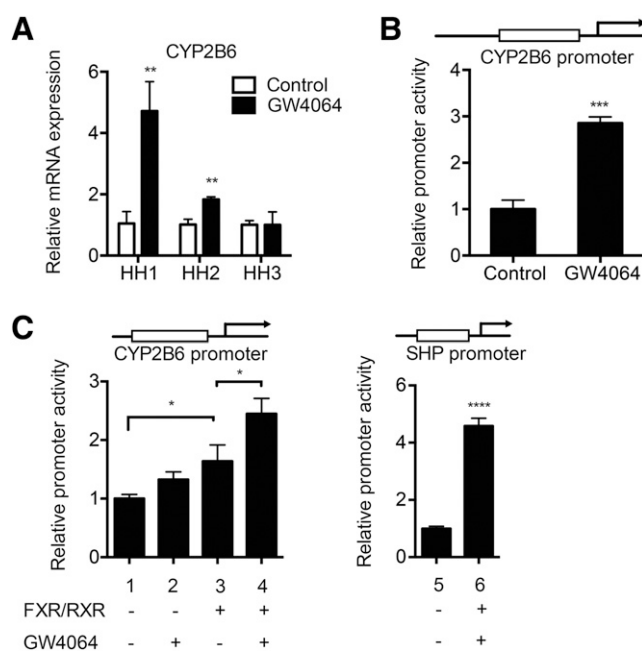 A
CYP2B6
Relative mRNA expression
6
4
2
0
**
**
Control
GW4064
HH1 HH2 HH3
B
CYP2B6 promoter
Relative promoter activity
4
3
2
1
0
***
Control GW4064
C
CYP2B6 promoter
Relative promoter activity
3
2
1
0
*
*
1 2 3 4
FXR/RXR - - + +
GW4064 - + - +
SHP promoter
Relative promoter activity
6
4
2
0
****
5 6
- +
- +